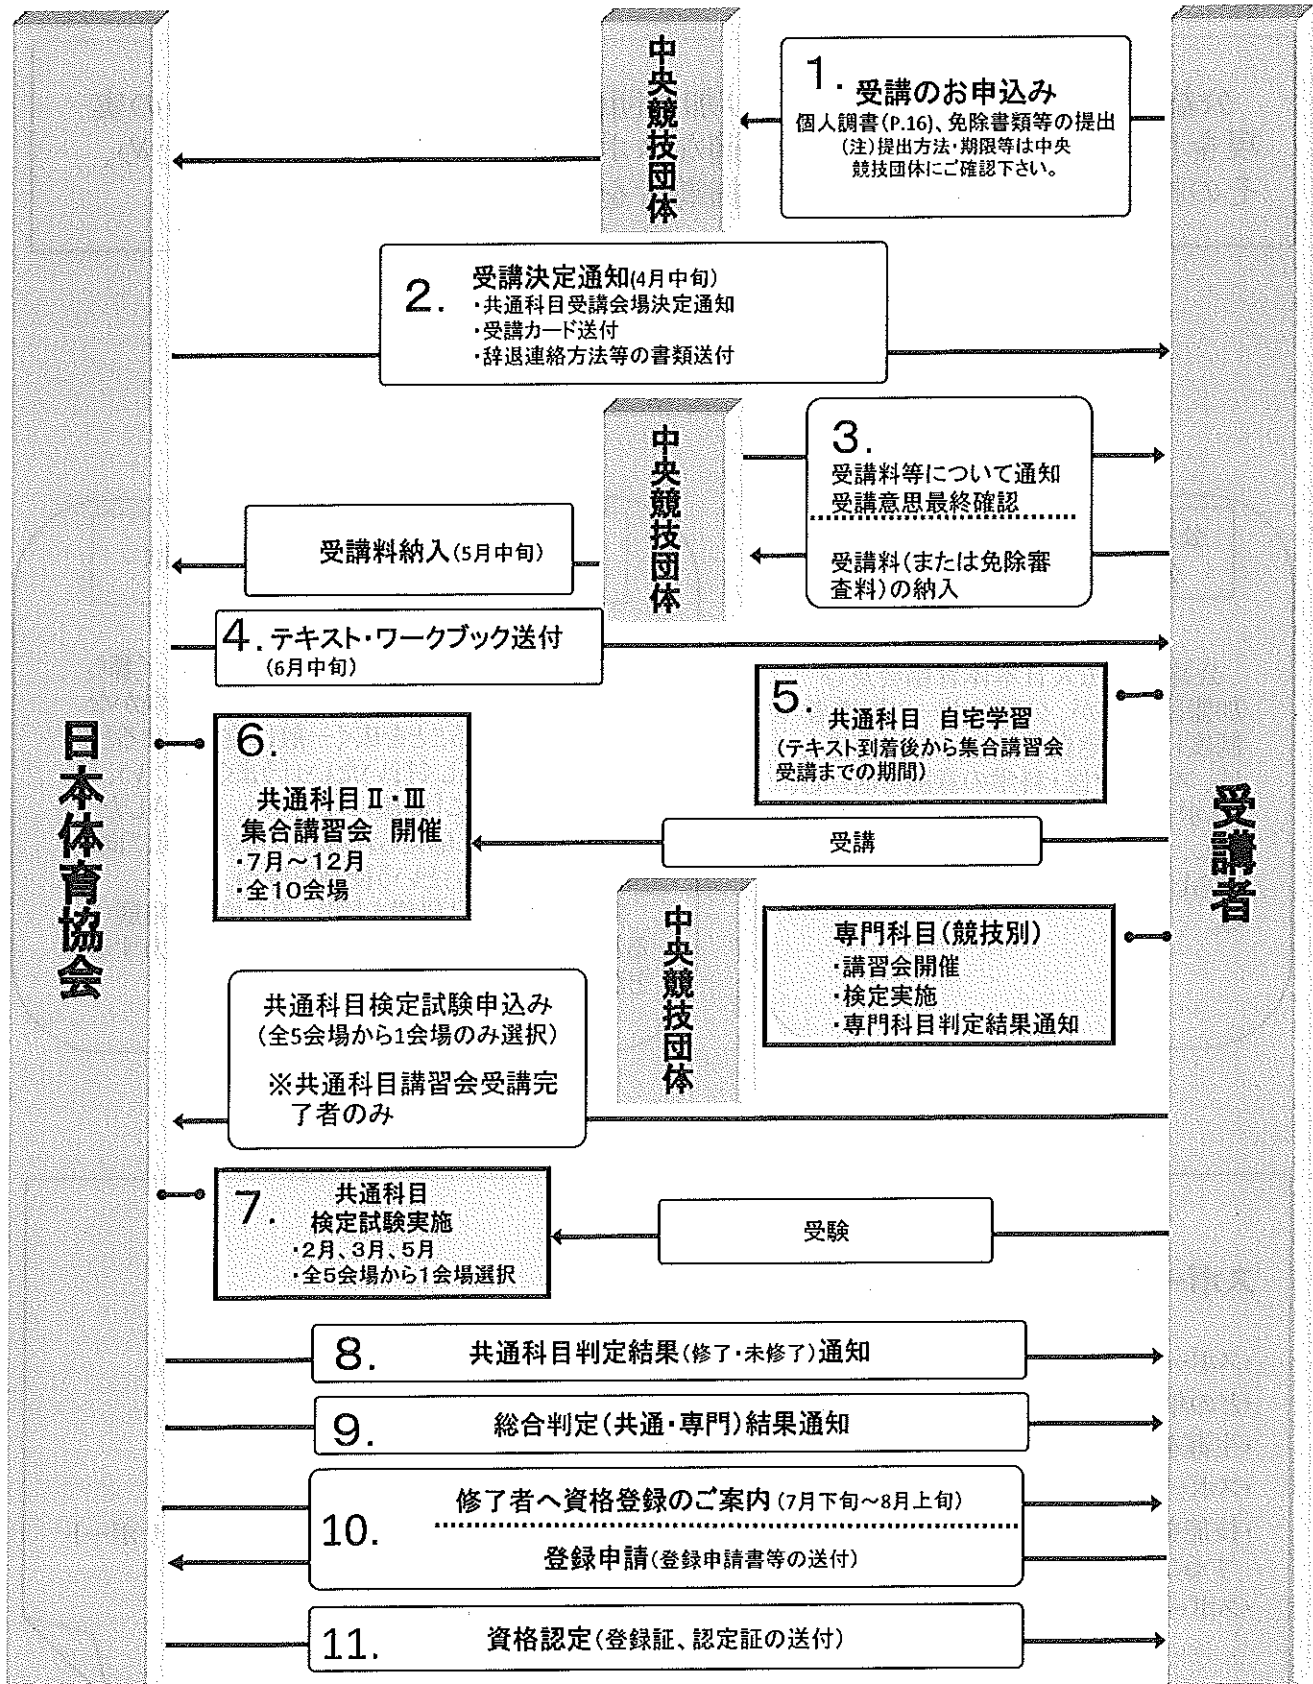 日本体育協会
受講者
中央競技団体
1.
受講のお申込み
個人調書(P.16)、免除書類等の提出
(注)提出方法・期限等は中央
競技団体にご確認下さい。
2.
受講決定通知(4月中旬)
・共通科目受講会場決定通知
・受講カード送付
・辞退連絡方法等の書類送付
中央競技団体
3.
受講料等について通知
受講意思最終確認
受講料(または免除審
査料)の納入
受講料納入(5月中旬)
4.テキスト・ワークブック送付
(6月中旬)
5.
共通科目 自宅学習
(テキスト到着後から集合講習会
受講までの期間)
6.
共通科目Ⅱ・Ⅲ
集合講習会 開催
・7月～12月
・全10会場
受講
中央競技団体
専門科目(競技別)
・講習会開催
・検定実施
・専門科目判定結果通知
共通科目検定試験申込み
(全5会場から1会場のみ選択)
※共通科目講習会受講完
了者のみ
7.
共通科目
検定試験実施
・2月、3月、5月
・全5会場から1会場選択
受験
8. 共通科目判定結果(修了・未修了)通知
9. 総合判定(共通・専門)結果通知
10.
修了者へ資格登録のご案内(7月下旬～8月上旬)
登録申請(登録申請書等の送付)
11. 資格認定(登録証、認定証の送付)